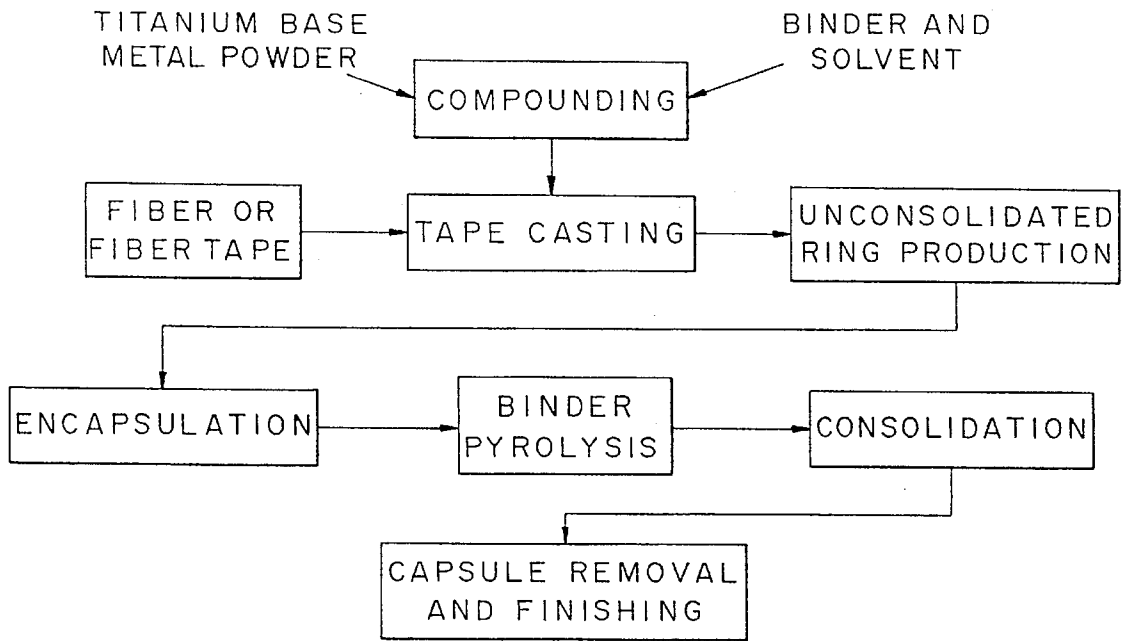 TITANIUM BASE
METAL POWDER
BINDER AND
SOLVENT
COMPOUNDING
FIBER OR
FIBER TAPE
TAPE CASTING
UNCONSOLIDATED
RING PRODUCTION
ENCAPSULATION
BINDER
PYROLYSIS
CONSOLIDATION
CAPSULE REMOVAL
AND FINISHING